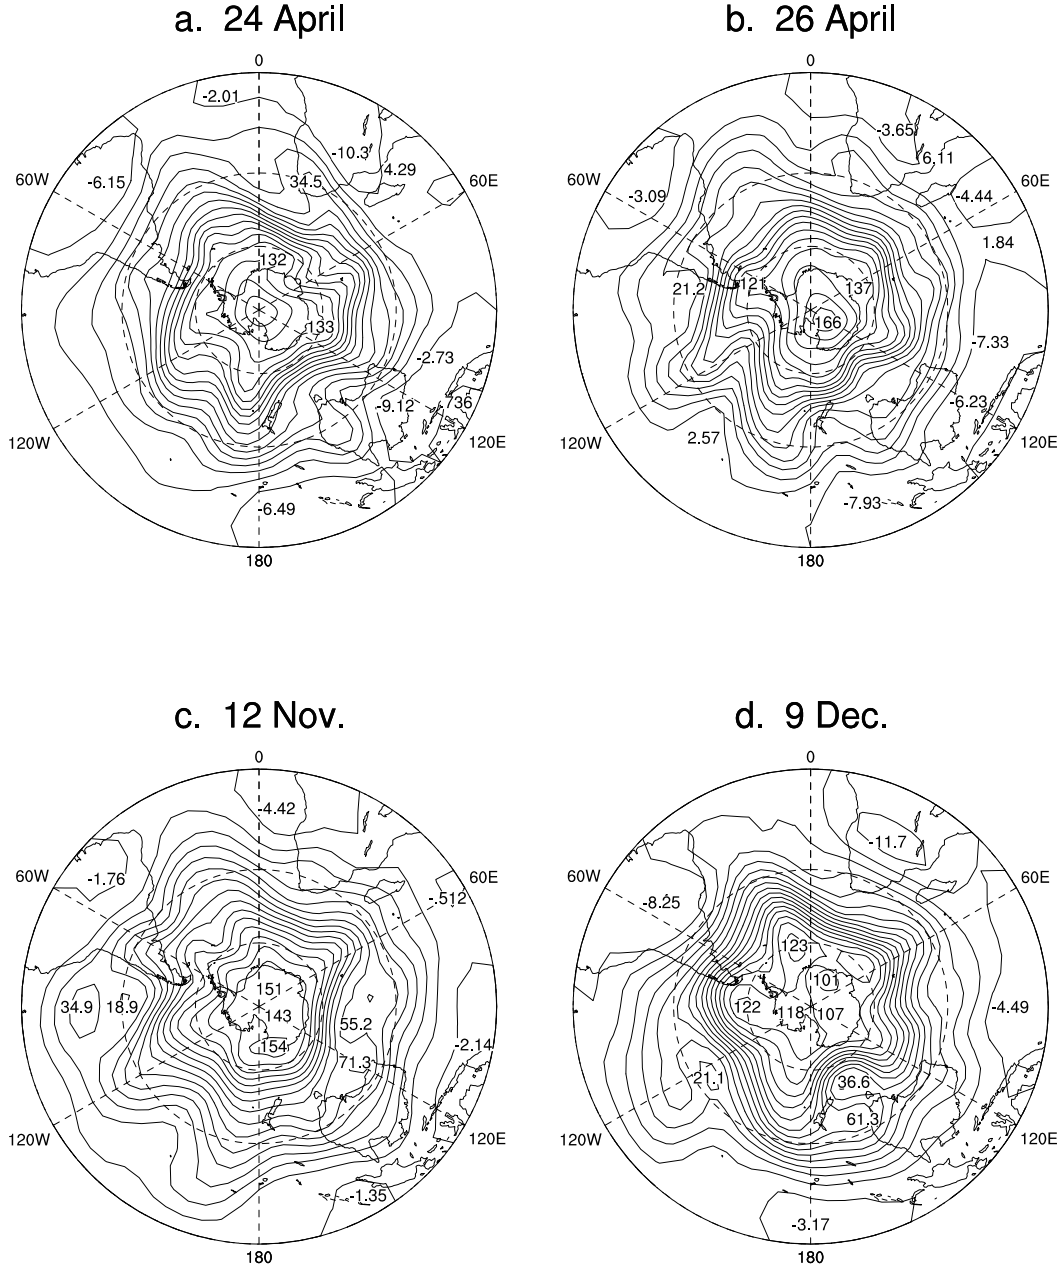 a. 24 April
b. 26 April
0
0
-2.01
-3.65
-10.3
4.29
6.11
60W
-6.15
34.5
60E
60W
-3.09
-4.44
60E
1.84
132
21.2
121
137
133
166
-2.73
-7.33
-9.12
36
-6.23
120W
120E
120W
2.57
120E
-6.49
-7.93
180
180
c. 12 Nov.
d. 9 Dec.
0
0
-4.42
-11.7
60W
-1.76
-.512
60E
60W
-8.25
60E
123
151
101
34.9
18.9
143
55.2
122
118
107
-4.49
154
71.3
-2.14
21.1
36.6
61.3
120W
120E
120W
120E
-1.35
-3.17
180
180